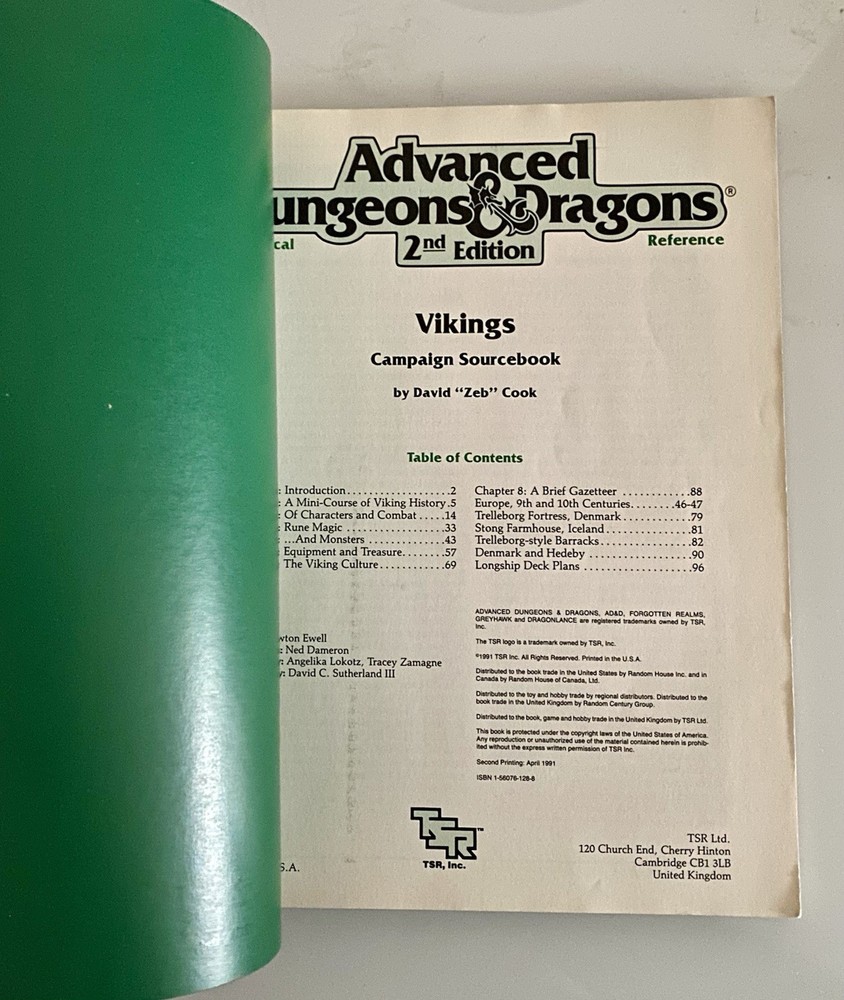 Advanced
ungeons & Dragons®
2nd Edition
cal
Reference
Vikings
Campaign Sourcebook
by David "Zeb" Cook
Table of Contents
: Introduction..................2
: A Mini-Course of Viking History.5
: Of Characters and Combat.....14
: Rune Magic..................33
: ...And Monsters.............43
Equipment and Treasure........57
The Viking Culture............69
Chapter 8: A Brief Gazetteer...........88
Europe, 9th and 10th Centuries........46-47
Trelleborg Fortress, Denmark...........79
Stong Farmhouse, Iceland..............81
Trelleborg-style Barracks..............82
Denmark and Hedeby..................90
Longship Deck Plans...................96
wton Ewell
: Ned Dameron
: Angelika Lokotz, Tracey Zamagne
: David C. Sutherland III
ADVANCED DUNGEONS & DRAGONS, AD&D, FORGOTTEN REALMS,
GREYHAWK and DRAGONLANCE are registered trademarks owned by TSR,
Inc.
The TSR logo is a trademark owned by TSR, Inc.
©1991 TSR Inc. All Rights Reserved. Printed in the U.S.A.
Distributed to the book trade in the United States by Random House Inc. and in
Canada by Random House of Canada, Ltd.
Distributed to the toy and hobby trade by regional distributors. Distributed to the
book trade in the United Kingdom by Random Century Group.
Distributed to the book, game and hobby trade in the United Kingdom by TSR Ltd.
This book is protected under the copyright laws of the United States of America.
Any reproduction or unauthorized use of the material contained herein is prohib-
ited without the express written permission of TSR Inc.
Second Printing: April 1991
ISBN 1-56076-128-8
TSR™
TSR, Inc.
S.A.
TSR Ltd.
120 Church End, Cherry Hinton
Cambridge CB1 3LB
United Kingdom